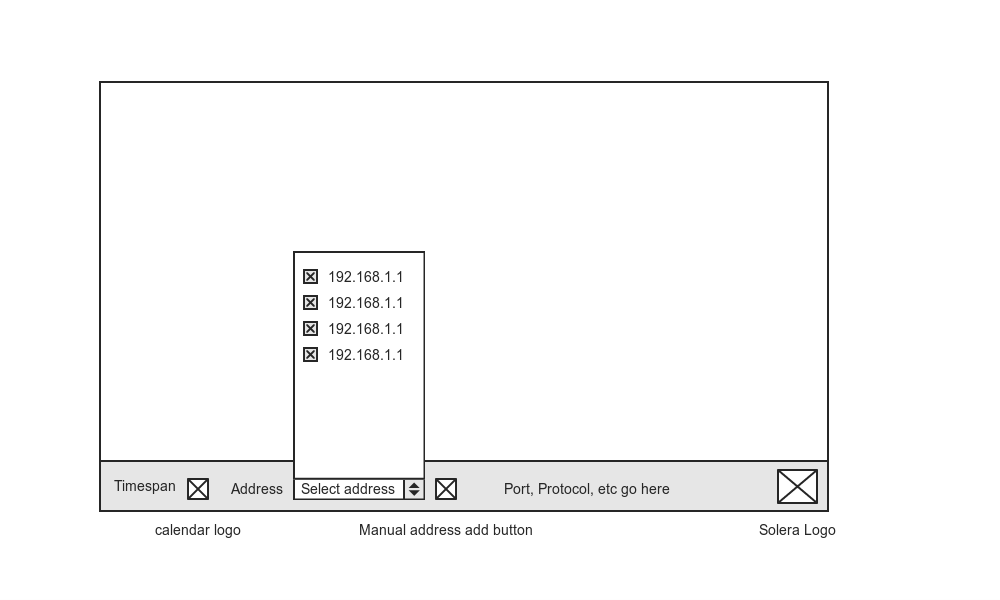 192.168.1.1
192.168.1.1
192.168.1.1
192.168.1.1
Timespan
Address
Select address
Port, Protocol, etc go here
calendar logo
Manual address add button
Solera Logo